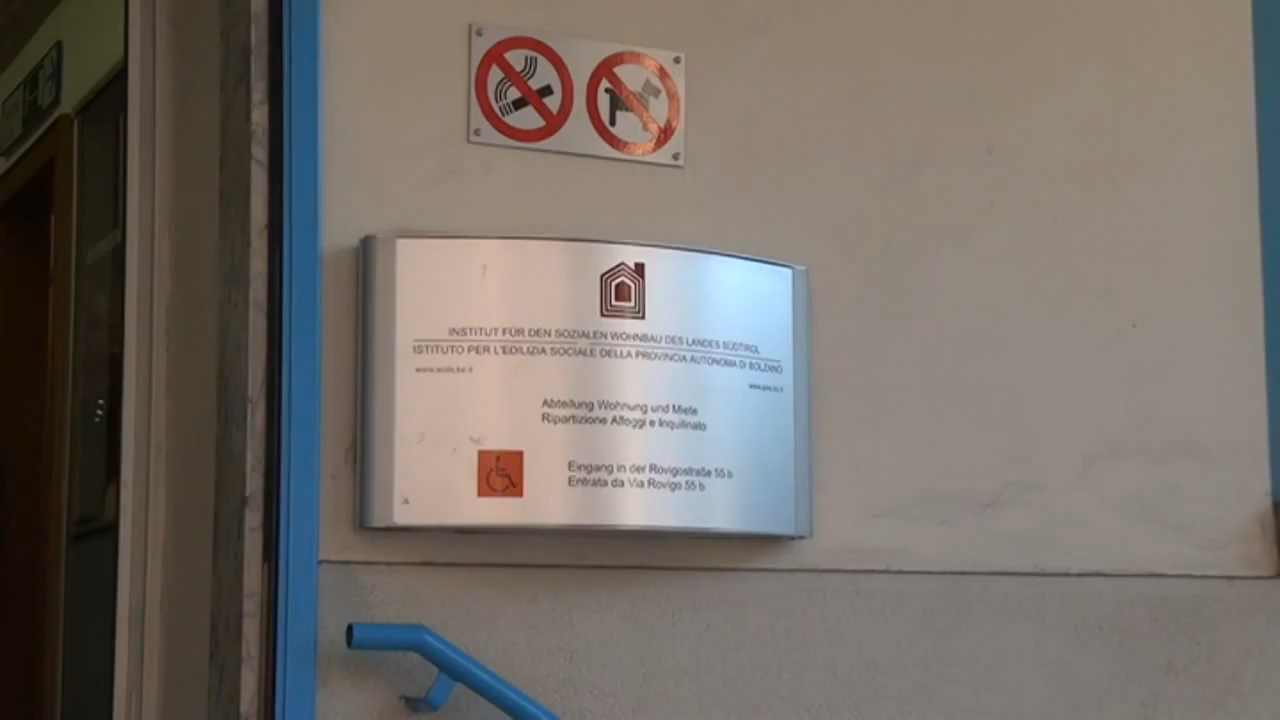 INSTITUT FÜR DEN SOZIALEN WOHNBAU DES LANDES SÜDTIROL
ISTITUTO PER L'EDILIZIA SOCIALE DELLA PROVINCIA AUTONOMA DI BOLZANO
Abteilung Wohnung und Miete
Ripartizione Alloggi e Inquilinato
Eingang in der Rovigostraße 55 b
Entrata da Via Rovigo 55 b